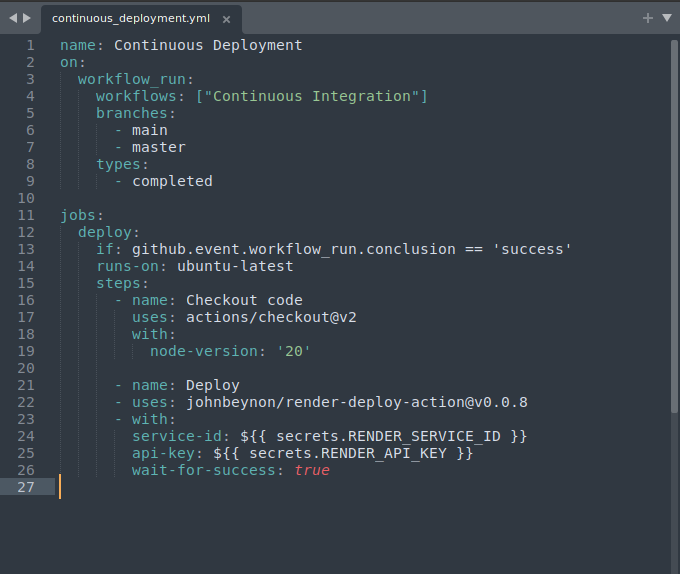 continuous_deployment.yml ×
1 name: Continuous Deployment
2 on:
3   workflow_run:
4     workflows: ["Continuous Integration"]
5     branches:
6       - main
7       - master
8     types:
9       - completed
10
11 jobs:
12   deploy:
13     if: github.event.workflow_run.conclusion == 'success'
14     runs-on: ubuntu-latest
15     steps:
16       - name: Checkout code
17         uses: actions/checkout@v2
18         with:
19           node-version: '20'
20
21       - name: Deploy
22       - uses: johnbeynon/render-deploy-action@v0.0.8
23       - with:
24         service-id: ${{ secrets.RENDER_SERVICE_ID }}
25         api-key: ${{ secrets.RENDER_API_KEY }}
26         wait-for-success: true
27